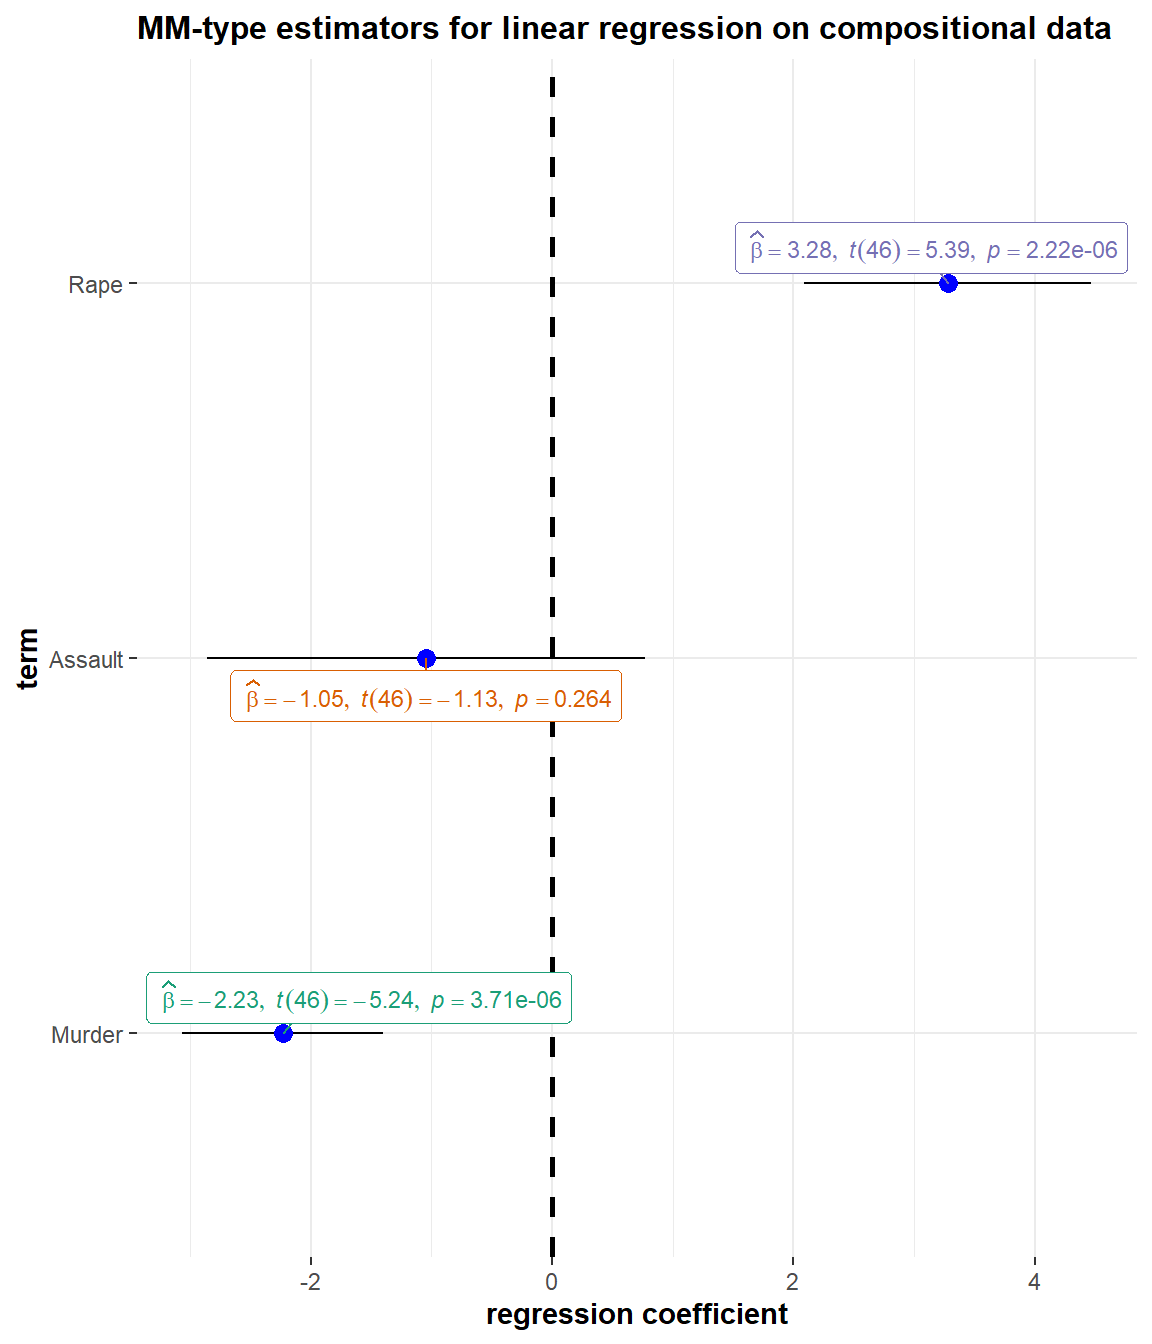 MM-type estimators for linear regression on compositional data
Rape
β̂ = 3.28, t(46) = 5.39, p = 2.22e-06
term
Assault
β̂ = −1.05, t(46) = −1.13, p = 0.264
β̂ = −2.23, t(46) = −5.24, p = 3.71e-06
Murder
-2 0 2 4
regression coefficient